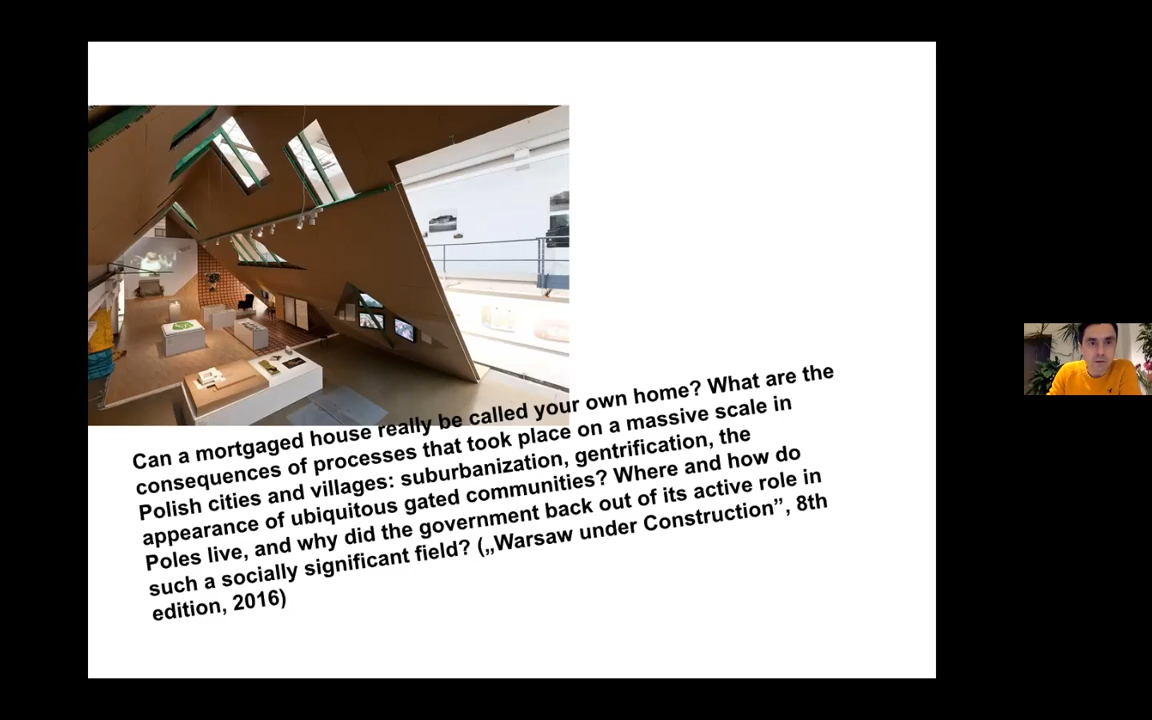 Can a mortgaged house really be called your own home? What are the
consequences of processes that took place on a massive scale in
Polish cities and villages: suburbanization, gentrification, the
appearance of ubiquitous gated communities? Where and how do
Poles live, and why did the government back out of its active role in
such a socially significant field? („Warsaw under Construction”, 8th
edition, 2016)